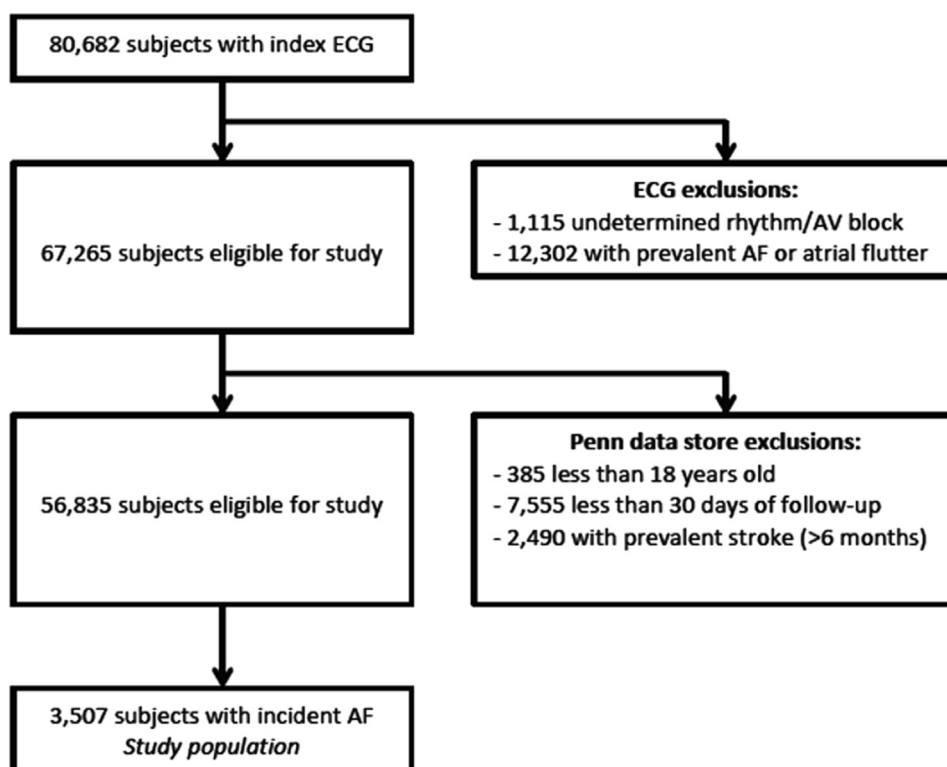 80,682 subjects with index ECG
ECG exclusions:
- 1,115 undetermined rhythm/AV block
- 12,302 with prevalent AF or atrial flutter
67,265 subjects eligible for study
Penn data store exclusions:
- 385 less than 18 years old
- 7,555 less than 30 days of follow-up
- 2,490 with prevalent stroke (>6 months)
56,835 subjects eligible for study
3,507 subjects with incident AF
Study population